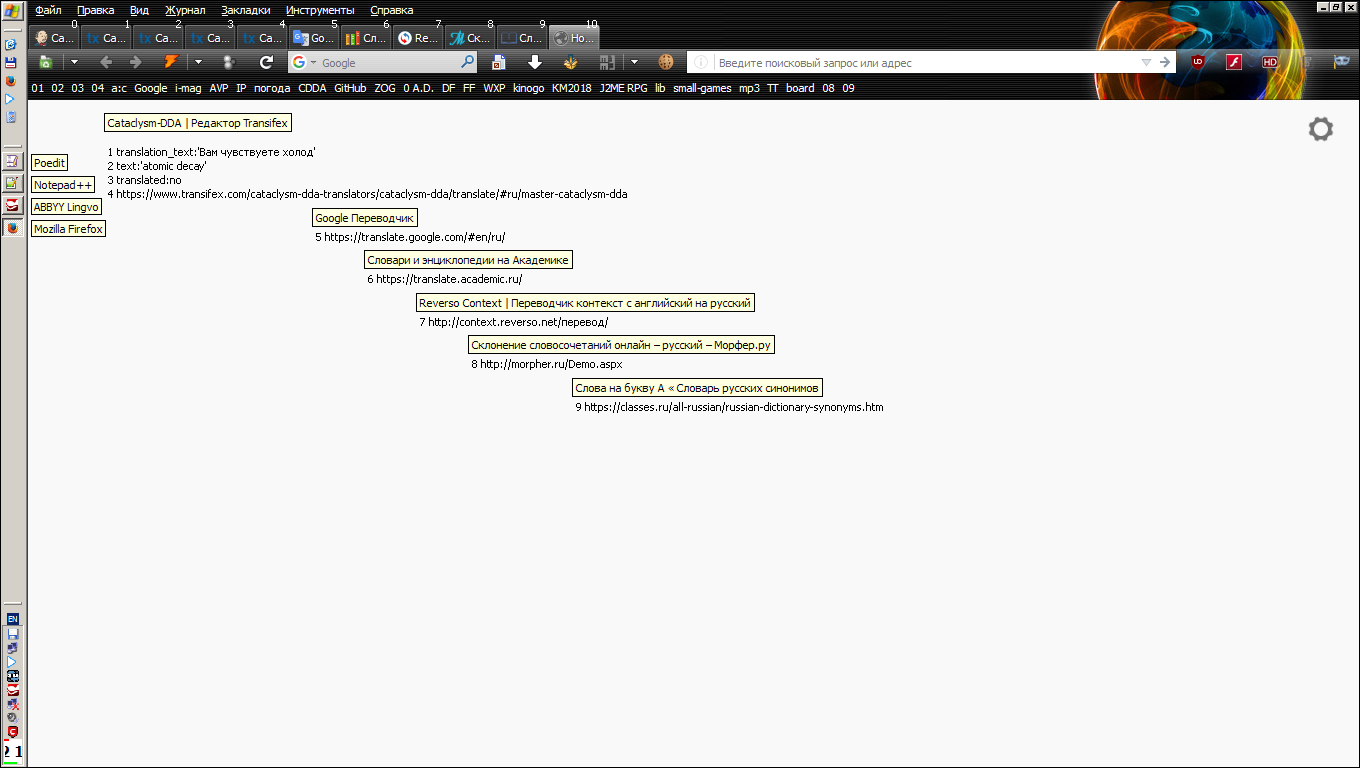 Файл Правка Вид Журнал Закладки Инструменты Справка
0 1 2 3 4 5 6 7 8 9 10
Ca... Ca... Ca... Ca... Ca... Go... Сл... Re... Ск... Сл... Но...
Google
Введите поисковый запрос или адрес
UD
HD
01 02 03 04 a:c Google i-mag AVP IP погода CDDA GitHub ZOG 0 A.D. DF FF WXP kinogo KM2018 J2ME RPG lib small-games mp3 TT board 08 09
Cataclysm-DDA | Редактор Transifex
1 translation_text:'Вам чувствуете холод'
2 text:'atomic decay'
3 translated:no
4 https://www.transifex.com/cataclysm-dda-translators/cataclysm-dda/translate/#ru/master-cataclysm-dda
Poedit
Notepad++
ABBYY Lingvo
Mozilla Firefox
Google Переводчик
5 https://translate.google.com/#en/ru/
Словари и энциклопедии на Академике
6 https://translate.academic.ru/
Reverso Context | Переводчик контекст с английский на русский
7 http://context.reverso.net/перевод/
Склонение словосочетаний онлайн – русский – Морфер.ру
8 http://morpher.ru/Demo.aspx
Слова на букву А « Словарь русских синонимов
9 https://classes.ru/all-russian/russian-dictionary-synonyms.htm
EN
2 1